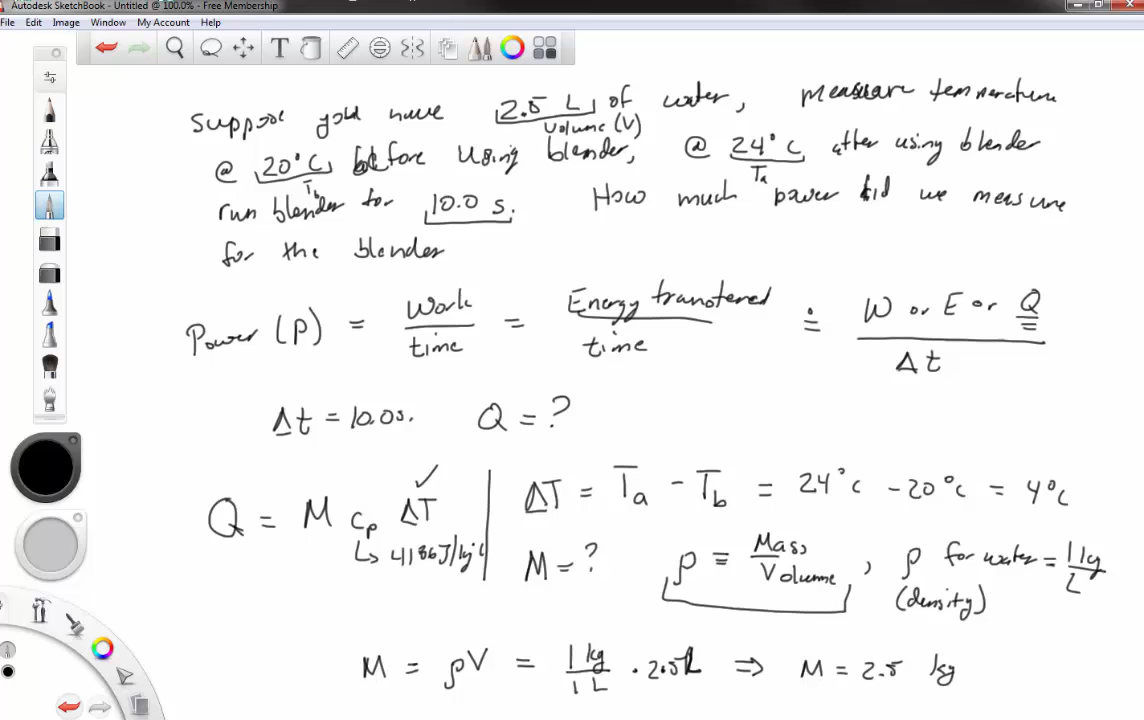 Autodesk SketchBook - Untitled @ 100.0% - Free Membership
File Edit Image Window My Account Help
Suppose you have 2.5 L of water, measure temperature
Volume (V)
@ 20°C before using blender, @ 24°C after using blender
Tb Ta
run blender for 10.0 s. How much power did we measure
for the blender
Power (P) = Work/time = Energy transfered/time ≐ W or E or Q/Δt
Δt = 10.0s. Q = ?
Q = M cp ΔT ✓ | ΔT = Ta - Tb = 24°C - 20°C = 4°C
↳ 4186 J/kg°C
M = ? ρ ≡ Mass/Volume , ρ for water = 1 kg/L
(density)
M = ρV = 1 kg/1 L · 2.5L ⇒ M = 2.5 kg